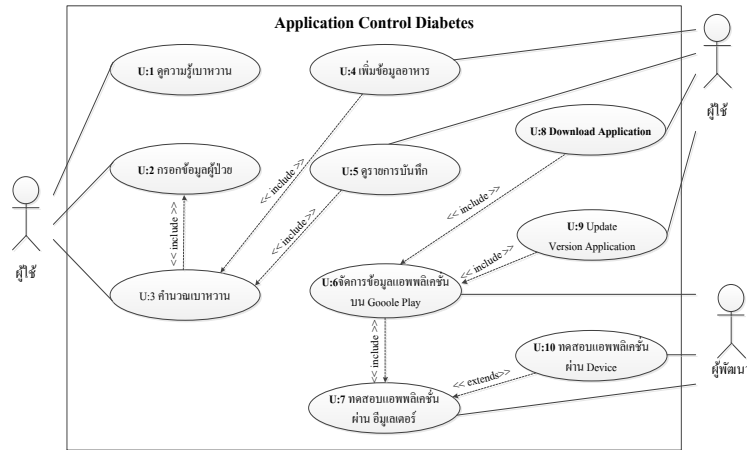 Application Control Diabetes
U:1 ดูความรู้เบาหวาน
U:4 เพิ่มข้อมูลอาหาร
ผู้ใช้
U:8 Download Application
U:2 กรอกข้อมูลผู้ป่วย
U:5 ดูรายการบันทึก
<< include >>
<< include >>
<< include >>
<< include >>
ผู้ใช้
U:9 Update
Version Application
<< include >>
U:3 คำนวณเบาหวาน
U:6จัดการข้อมูลแอพพลิเคชั่น
บน Gooole Play
<< include >>
U:10 ทดสอบแอพพลิเคชั่น
ผ่าน Device
ผู้พัฒนา
<< extends>>
U:7 ทดสอบแอพพลิเคชั่น
ผ่าน อีมูเลเตอร์